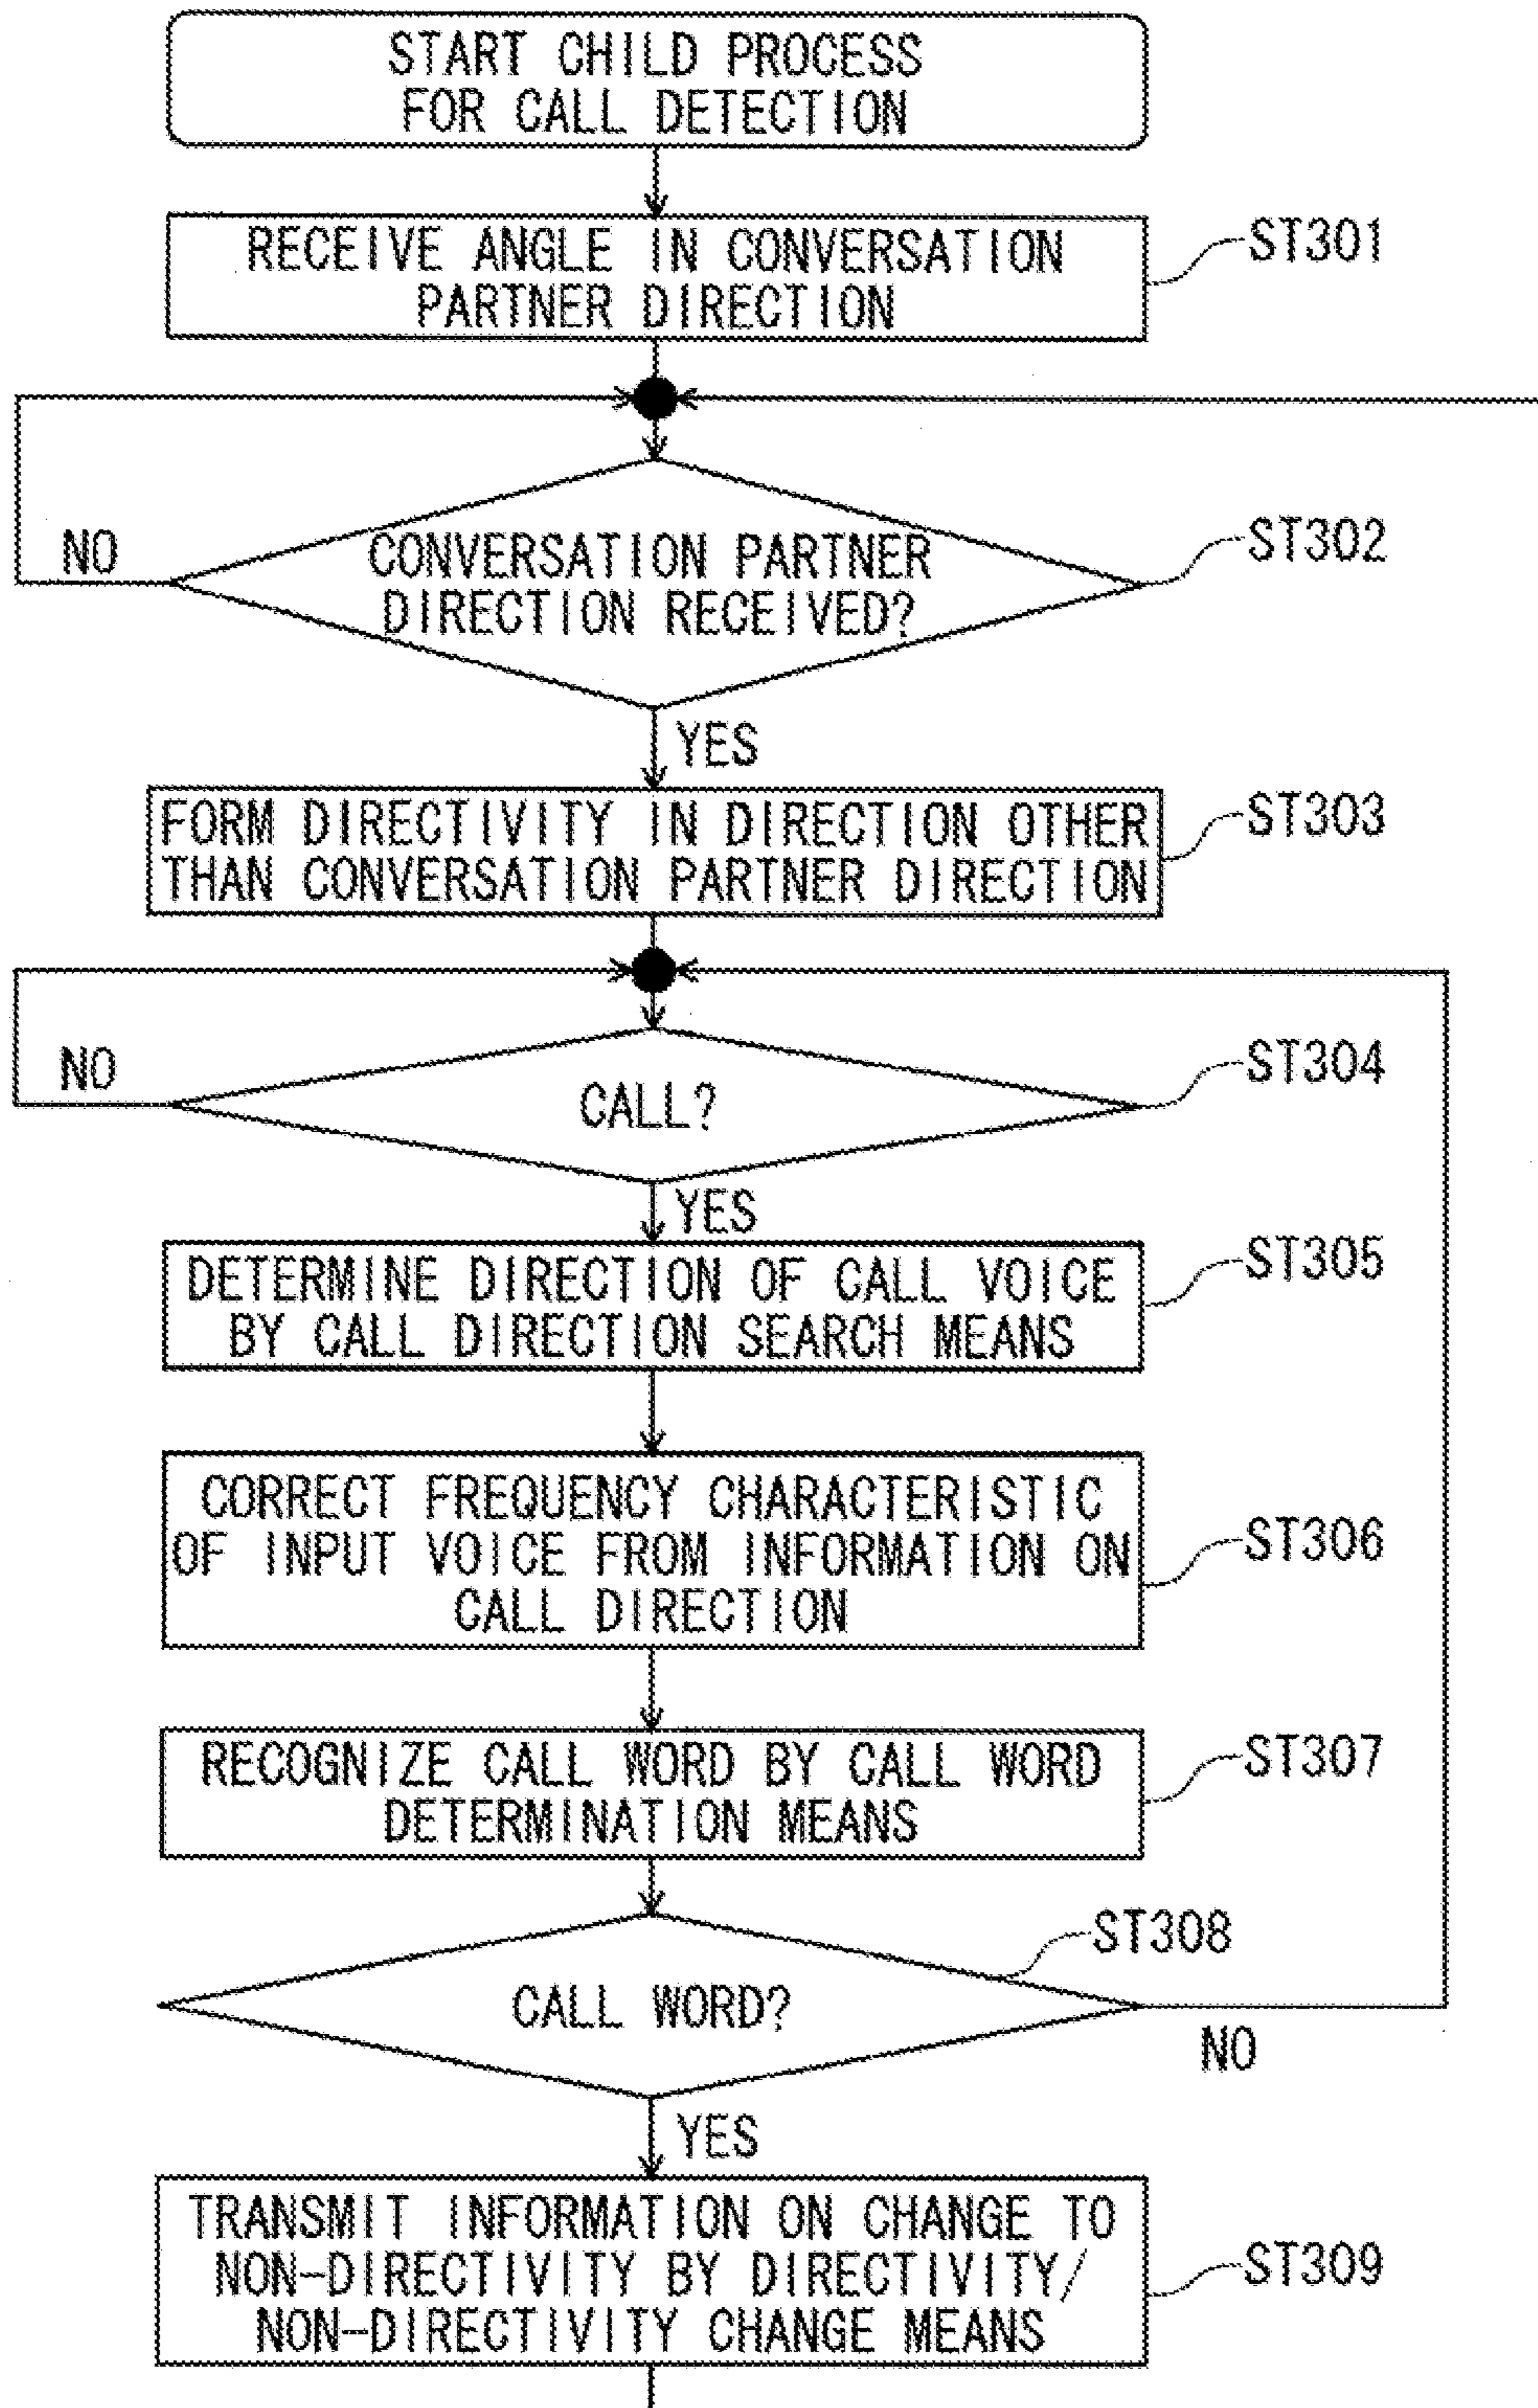 START CHILD PROCESS
FOR CALL DETECTION
RECEIVE ANGLE IN CONVERSATION
PARTNER DIRECTION
ST301
NO
CONVERSATION PARTNER
DIRECTION RECEIVED?
ST302
YES
FORM DIRECTIVITY IN DIRECTION OTHER
THAN CONVERSATION PARTNER DIRECTION
ST303
NO
CALL?
ST304
YES
DETERMINE DIRECTION OF CALL VOICE
BY CALL DIRECTION SEARCH MEANS
ST305
CORRECT FREQUENCY CHARACTERISTIC
OF INPUT VOICE FROM INFORMATION ON
CALL DIRECTION
ST306
RECOGNIZE CALL WORD BY CALL WORD
DETERMINATION MEANS
ST307
ST308
CALL WORD?
NO
YES
TRANSMIT INFORMATION ON CHANGE TO
NON-DIRECTIVITY BY DIRECTIVITY/
NON-DIRECTIVITY CHANGE MEANS
ST309